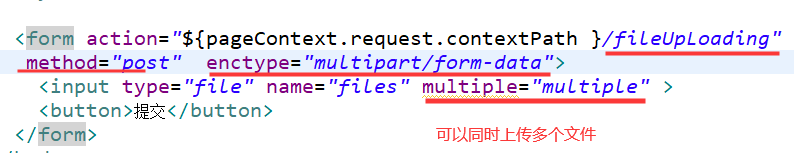 <form action="${pageContext.request.contextPath }/fileUpLoading"
method="post" enctype="multipart/form-data">
<input type="file" name="files" multiple="multiple" >
<button>提交</button>
</form>
可以同时上传多个文件